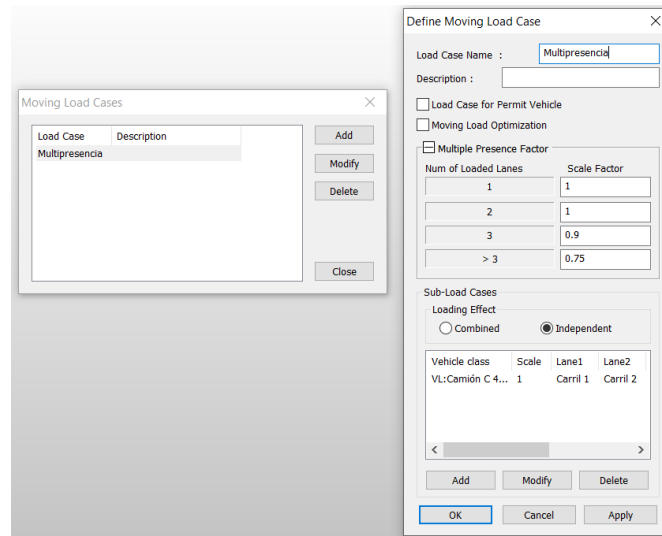 Define Moving Load Case
Load Case Name :
Multipresencia
Description :
Load Case for Permit Vehicle
Moving Load Optimization
Multiple Presence Factor
Num of Loaded Lanes Scale Factor
1 1
2 1
3 0.9
> 3 0.75
Sub-Load Cases
Loading Effect
Combined Independent
Vehicle class Scale Lane1 Lane2
VL:Camión C 4... 1 Carril 1 Carril 2
Add Modify Delete
OK Cancel Apply
Moving Load Cases
Load Case Description
Multipresencia
Add
Modify
Delete
Close